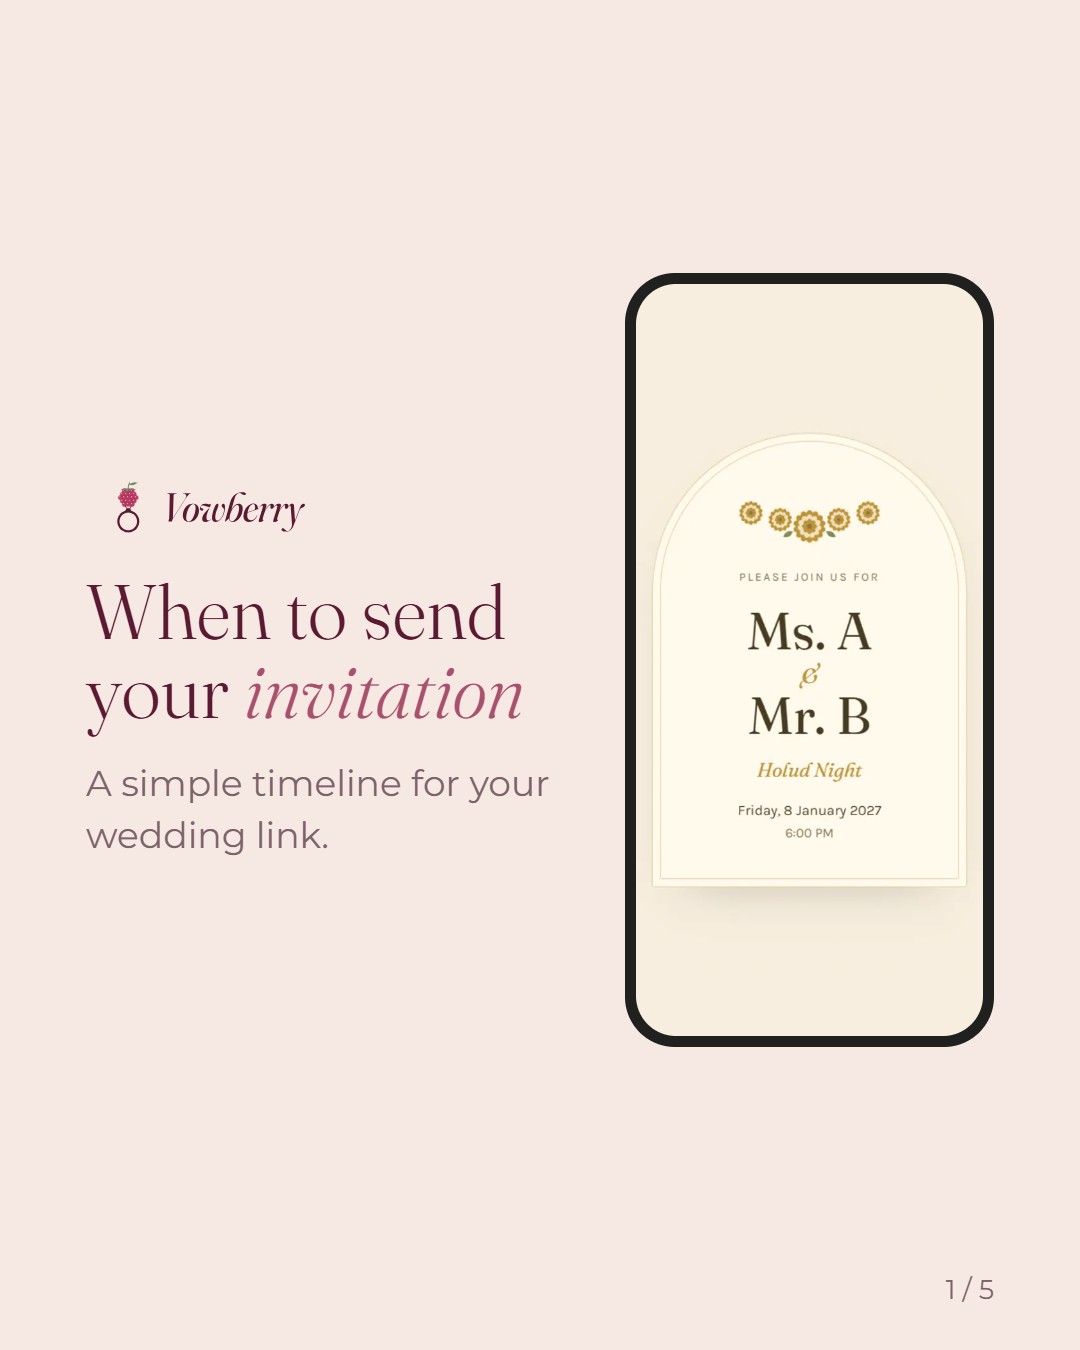 Vowberry
When to send
your invitation
A simple timeline for your
wedding link.
PLEASE JOIN US FOR
Ms. A
&
Mr. B
Holud Night
Friday, 8 January 2027
6:00 PM
1 / 5